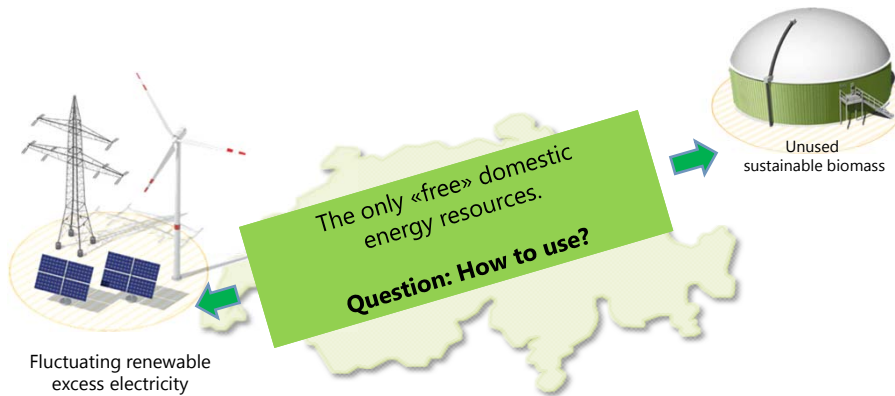 Unused
sustainable biomass
The only «free» domestic
energy resources.
Question: How to use?
Fluctuating renewable
excess electricity